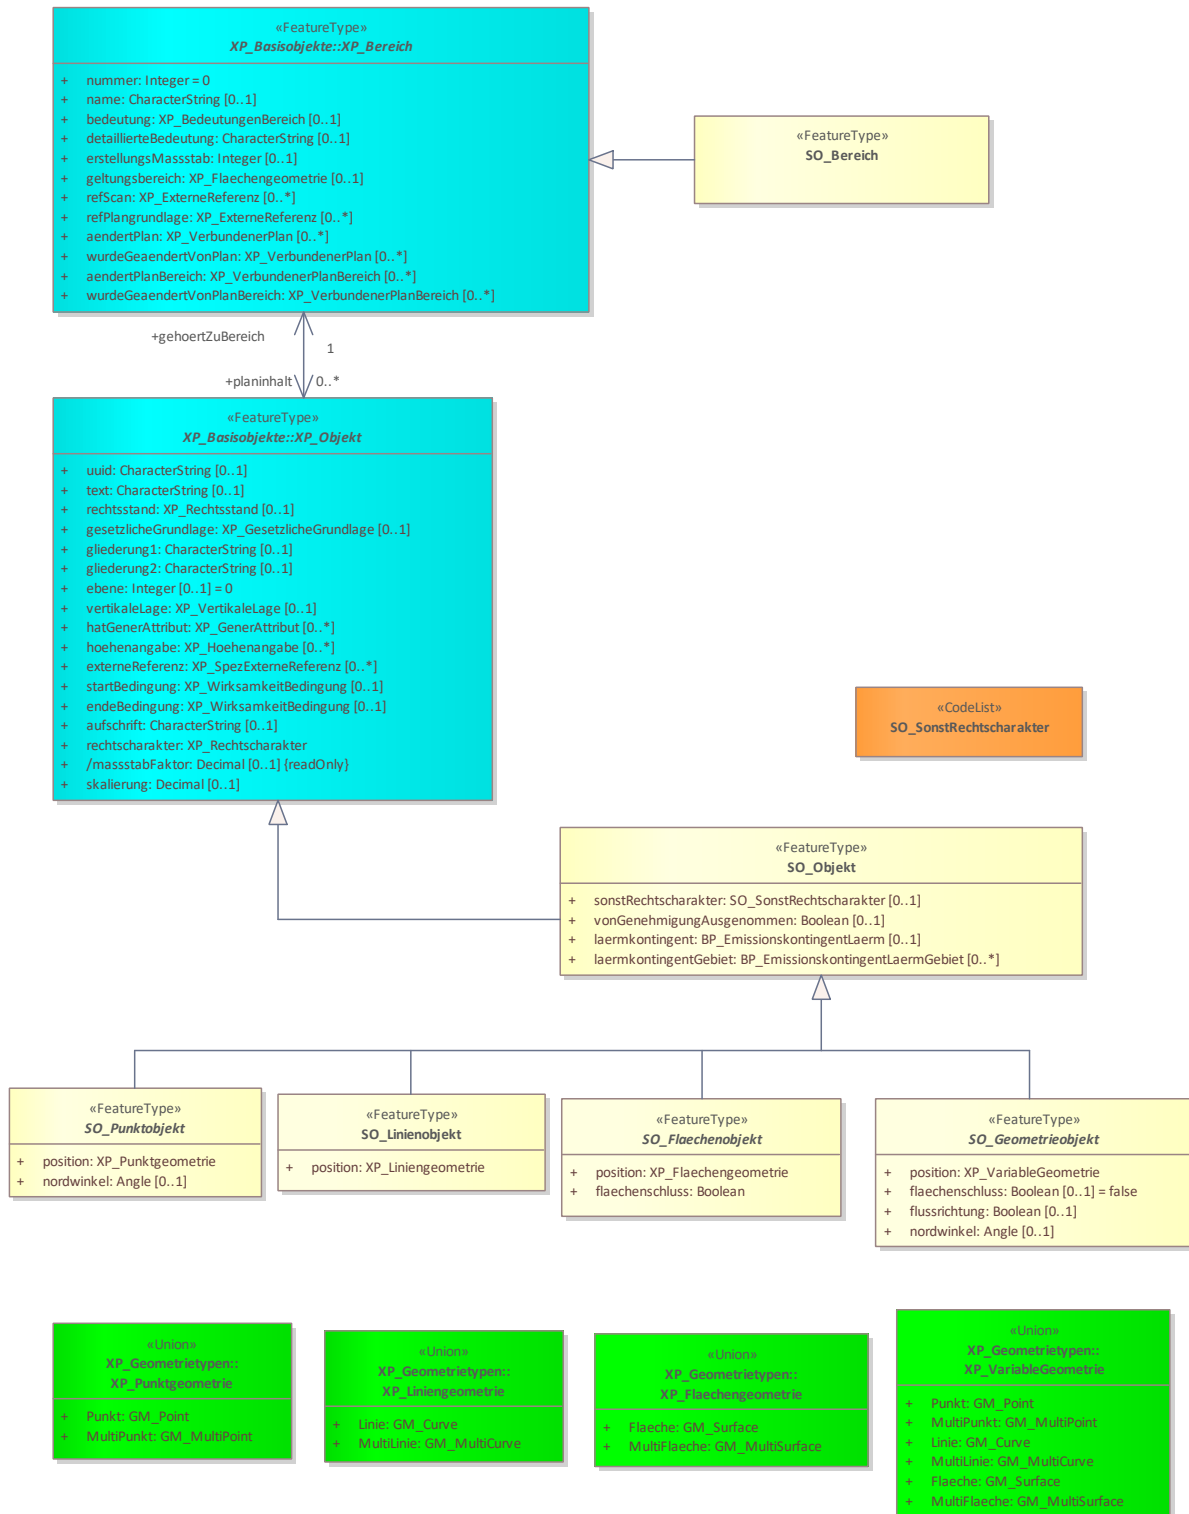 «FeatureType»
XP_Basisobjekte::XP_Bereich
+ nummer: Integer = 0
+ name: CharacterString [0..1]
+ bedeutung: XP_BedeutungenBereich [0..1]
+ detaillierteBedeutung: CharacterString [0..1]
+ erstellungsMassstab: Integer [0..1]
+ geltungsbereich: XP_Flaechengeometrie [0..1]
+ refScan: XP_ExterneReferenz [0..*]
+ refPlangrundlage: XP_ExterneReferenz [0..*]
+ aendertPlan: XP_VerbundenerPlan [0..*]
+ wurdeGeaendertVonPlan: XP_VerbundenerPlan [0..*]
+ aendertPlanBereich: XP_VerbundenerPlanBereich [0..*]
+ wurdeGeaendertVonPlanBereich: XP_VerbundenerPlanBereich [0..*]
«FeatureType»
SO_Bereich
+gehoertZuBereich
1
+planinhalt 0..*
«FeatureType»
XP_Basisobjekte::XP_Objekt
+ uuid: CharacterString [0..1]
+ text: CharacterString [0..1]
+ rechtsstand: XP_Rechtsstand [0..1]
+ gesetzlicheGrundlage: XP_GesetzlicheGrundlage [0..1]
+ gliederung1: CharacterString [0..1]
+ gliederung2: CharacterString [0..1]
+ ebene: Integer [0..1] = 0
+ vertikaleLage: XP_VertikaleLage [0..1]
+ hatGenerAttribut: XP_GenerAttribut [0..*]
+ hoehenangabe: XP_Hoehenangabe [0..*]
+ externeReferenz: XP_SpezExterneReferenz [0..*]
+ startBedingung: XP_WirksamkeitBedingung [0..1]
+ endeBedingung: XP_WirksamkeitBedingung [0..1]
+ aufschrift: CharacterString [0..1]
+ rechtscharakter: XP_Rechtscharakter
+ /massstabFaktor: Decimal [0..1] {readOnly}
+ skalierung: Decimal [0..1]
«CodeList»
SO_SonstRechtscharakter
«FeatureType»
SO_Objekt
+ sonstRechtscharakter: SO_SonstRechtscharakter [0..1]
+ vonGenehmigungAusgenommen: Boolean [0..1]
+ laermkontingent: BP_EmissionskontingentLaerm [0..1]
+ laermkontingentGebiet: BP_EmissionskontingentLaermGebiet [0..*]
«FeatureType»
SO_Punktobjekt
+ position: XP_Punktgeometrie
+ nordwinkel: Angle [0..1]
«FeatureType»
SO_Linienobjekt
+ position: XP_Liniengeometrie
«FeatureType»
SO_Flaechenobjekt
+ position: XP_Flaechengeometrie
+ flaechenschluss: Boolean
«FeatureType»
SO_Geometrieobjekt
+ position: XP_VariableGeometrie
+ flaechenschluss: Boolean [0..1] = false
+ flussrichtung: Boolean [0..1]
+ nordwinkel: Angle [0..1]
«Union»
XP_Geometrietypen::
XP_Punktgeometrie
+ Punkt: GM_Point
+ MultiPunkt: GM_MultiPoint
«Union»
XP_Geometrietypen::
XP_Liniengeometrie
+ Linie: GM_Curve
+ MultiLinie: GM_MultiCurve
«Union»
XP_Geometrietypen::
XP_Flaechengeometrie
+ Flaeche: GM_Surface
+ MultiFlaeche: GM_MultiSurface
«Union»
XP_Geometrietypen::
XP_VariableGeometrie
+ Punkt: GM_Point
+ MultiPunkt: GM_MultiPoint
+ Linie: GM_Curve
+ MultiLinie: GM_MultiCurve
+ Flaeche: GM_Surface
+ MultiFlaeche: GM_MultiSurface